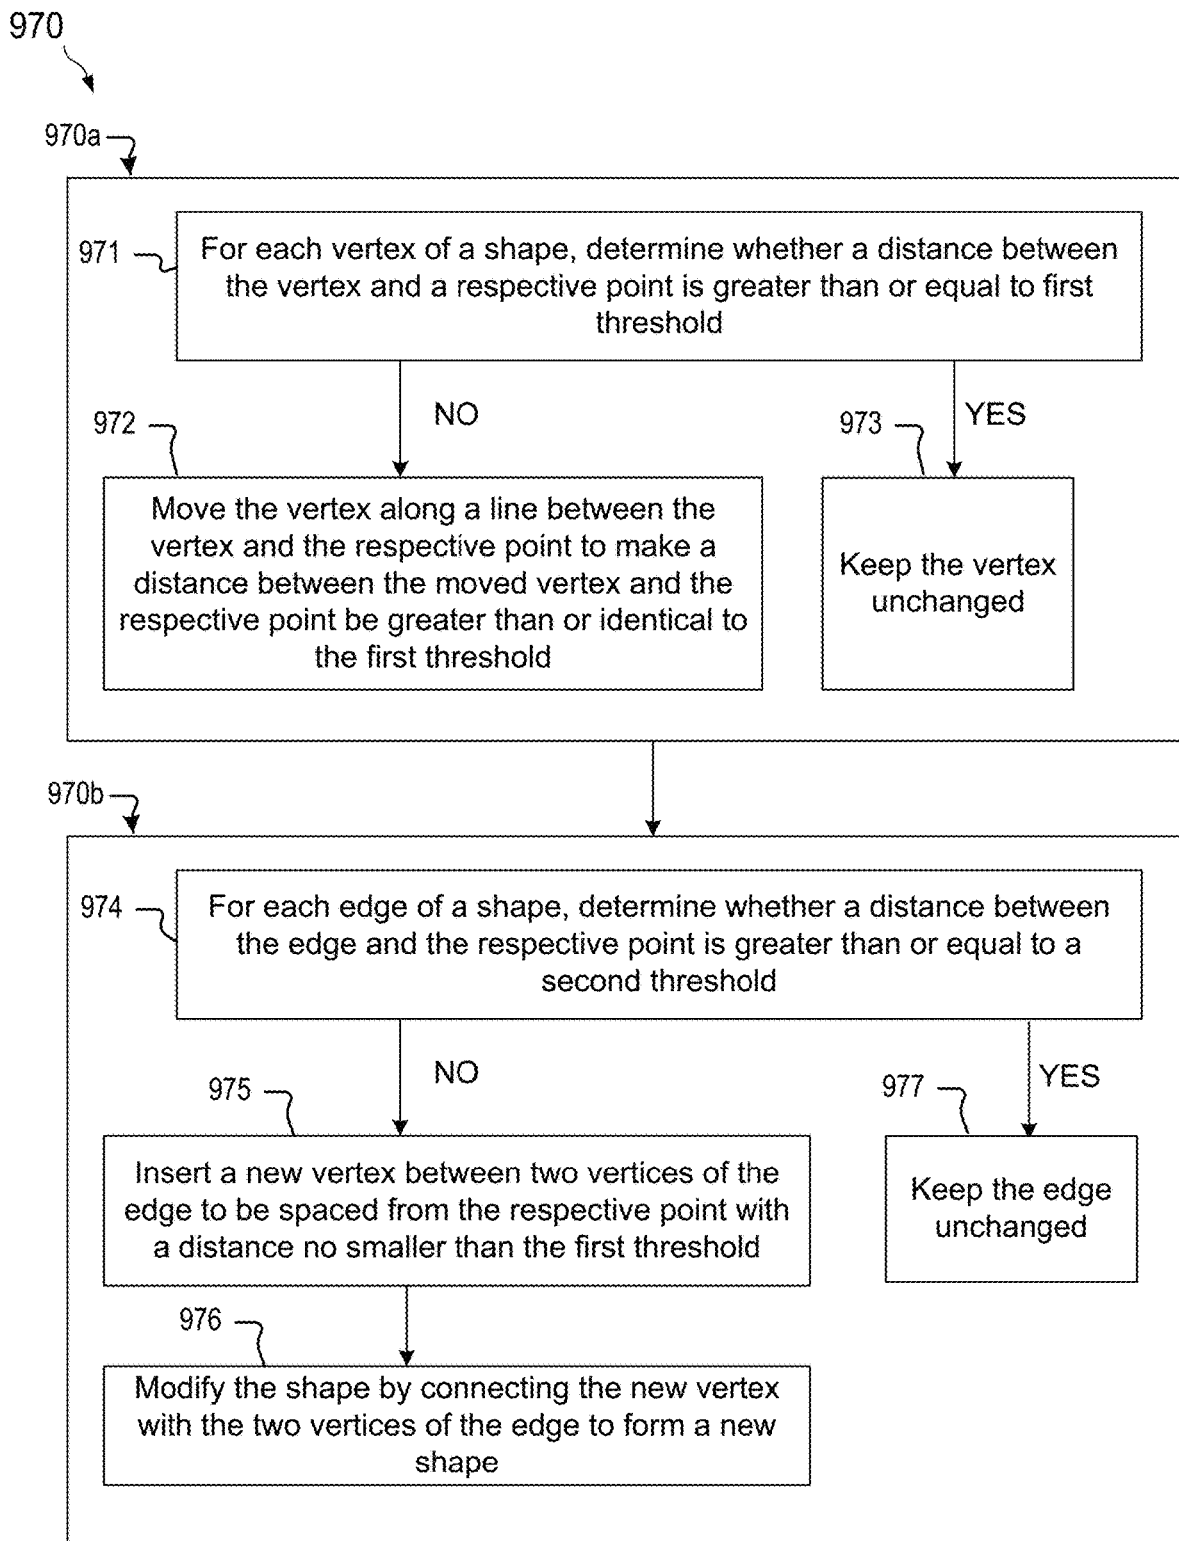 970
970a
971
For each vertex of a shape, determine whether a distance between
the vertex and a respective point is greater than or equal to first
threshold
NO
YES
972
973
Move the vertex along a line between the
vertex and the respective point to make a
distance between the moved vertex and the
respective point be greater than or identical to
the first threshold
Keep the vertex
unchanged
970b
974
For each edge of a shape, determine whether a distance between
the edge and the respective point is greater than or equal to a
second threshold
NO
YES
975
977
Insert a new vertex between two vertices of the
edge to be spaced from the respective point with
a distance no smaller than the first threshold
Keep the edge
unchanged
976
Modify the shape by connecting the new vertex
with the two vertices of the edge to form a new
shape